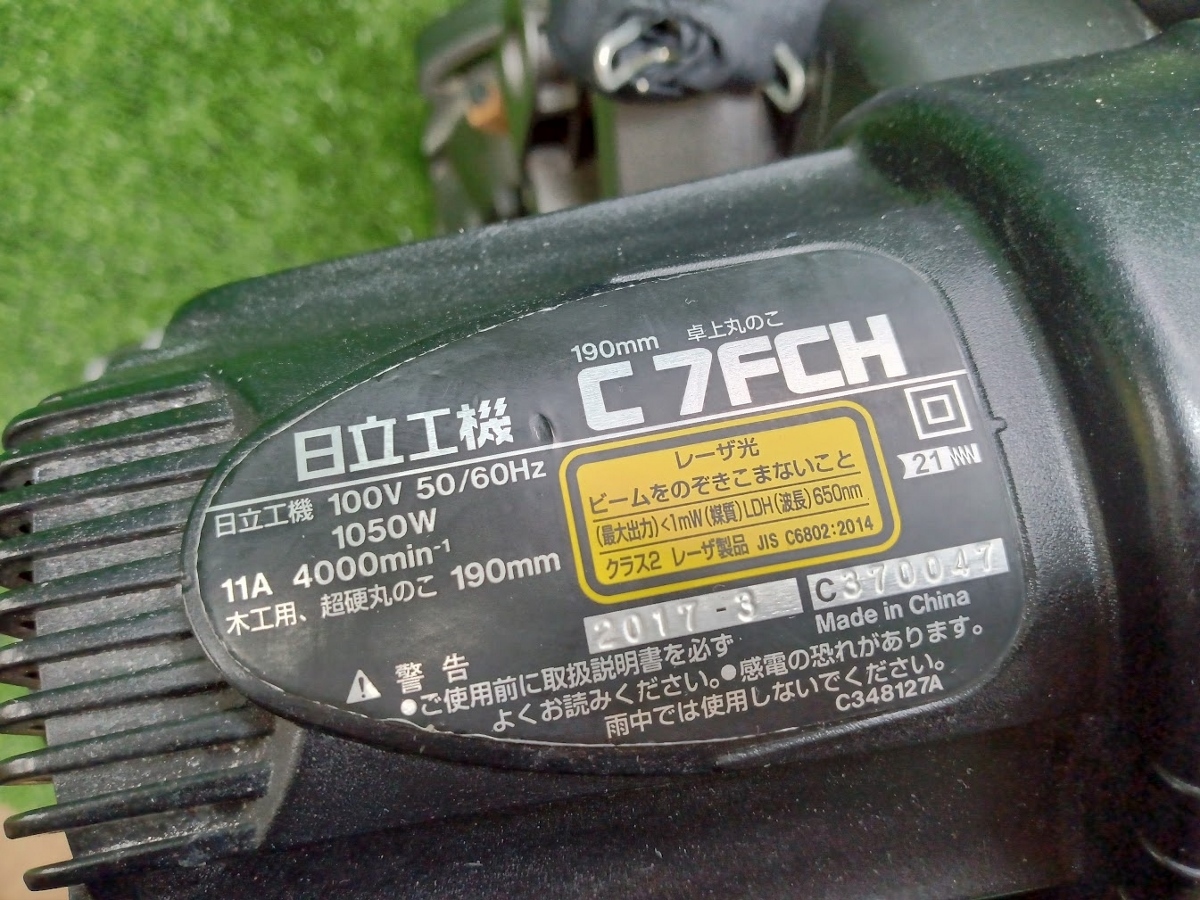 190mm 卓上丸のこ
C 7FCH
日立工機
日立工機 100V 50/60Hz
1050W
11A 4000min-1
木工用、超硬丸のこ 190mm
レーザ光
ビームをのぞきこまないこと
(最大出力)<1mW(媒質)LDH(波長)650nm
クラス2 レーザ製品 JIS C6802:2014
21
2017-3 C370047
Made in China
警告
●ご使用前に取扱説明書を必ず
よくお読みください。●感電の恐れがあります。
雨中では使用しないでください。
C348127A